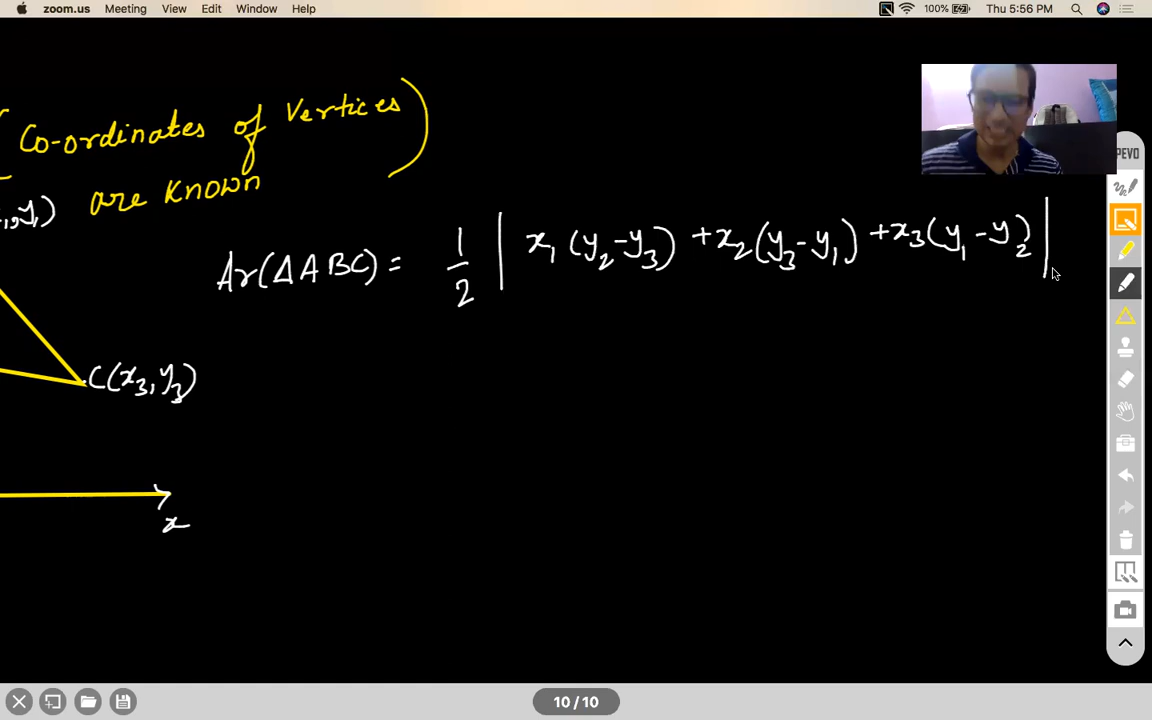 zoom.us Meeting View Edit Window Help 100% Thu 5:56 PM
(Co-ordinates of Vertices)
are Known
y₁)
Ar(ΔABC) = 1/2 | x₁(y₂-y₃) +x₂(y₃-y₁) +x₃(y₁-y₂) |
C(x₃,y₃)
x
10/10